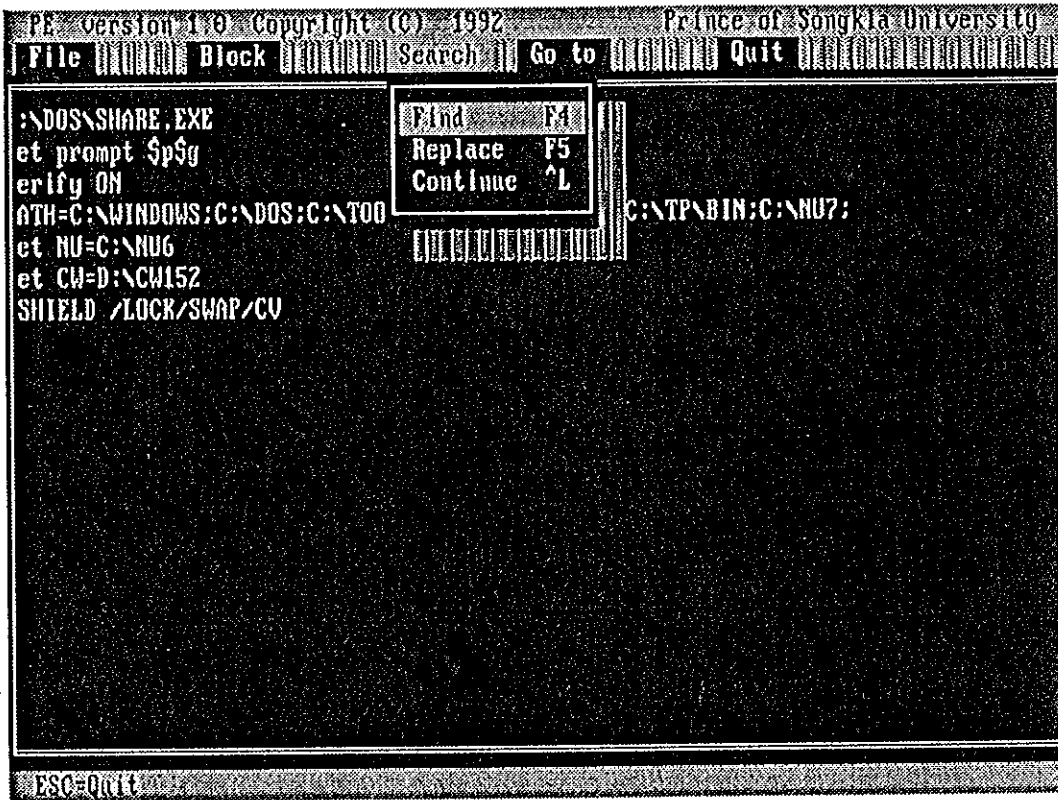 PE version 1.0 Copyright (C) 1992 Prince of Songkla University
File Block Search Go to Quit
Find F4
Replace F5
Continue ^L
:\DOS\SHARE.EXE
et prompt $p$g
erify ON
ATH=C:\WINDOWS;C:\DOS;C:\TOO C:\TP\BIN;C:\NU7;
et NU=C:\NU6
et CW=D:\CW152
SHIELD /LOCK/SWAP/CV
ESC=Quit